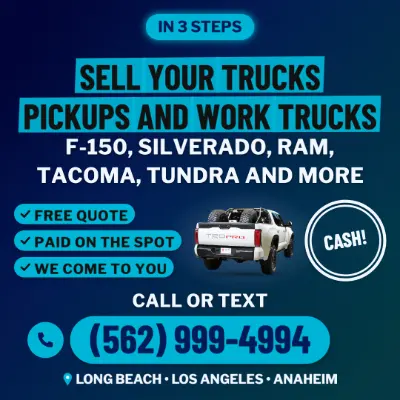 IN 3 STEPS
SELL YOUR TRUCKS
PICKUPS AND WORK TRUCKS
F-150, SILVERADO, RAM,
TACOMA, TUNDRA AND MORE
FREE QUOTE
PAID ON THE SPOT
WE COME TO YOU
TRDPRO
CASH!
CALL OR TEXT
(562) 999-4994
LONG BEACH • LOS ANGELES • ANAHEIM